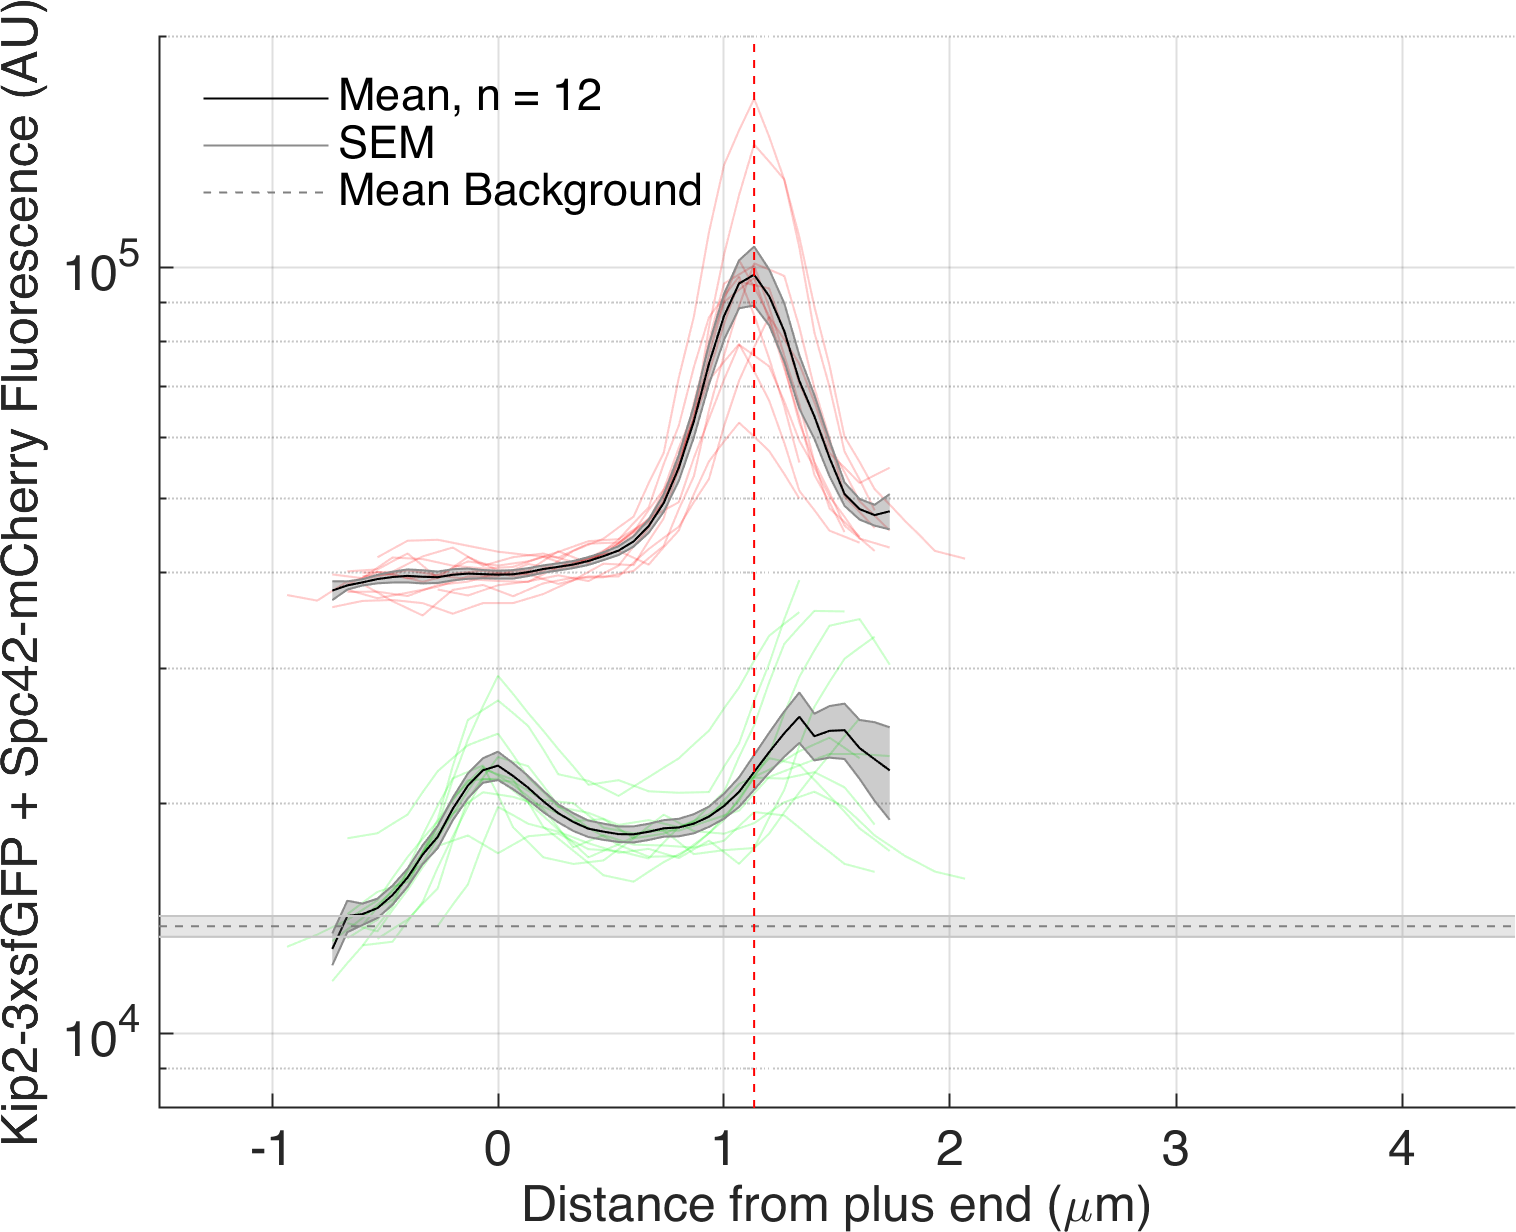 Kip2-3xsfGFP + Spc42-mCherry Fluorescence (AU)
Mean, n = 12
SEM
Mean Background
10^5
10^4
-1 0 1 2 3 4
Distance from plus end (μm)